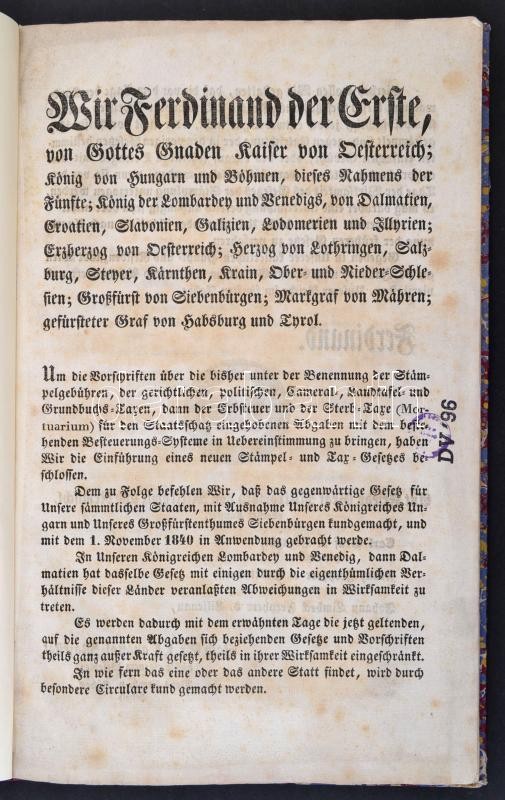 Wir Ferdinand der Erste,
von Gottes Gnaden Kaiser von Oesterreich;
König von Hungarn und Böhmen, dieses Nahmens der
Fünfte; König der Lombardey und Venedigs, von Dalmatien,
Croatien, Slavonien, Galizien, Lodomerien und Illyrien;
Erzherzog von Oesterreich; Herzog von Lothringen, Salz-
burg, Steyer, Kärnthen, Krain, Ober- und Nieder-Schle-
sien; Großfürst von Siebenbürgen; Markgraf von Mähren;
gefürsteter Graf von Habsburg und Tyrol.
Um die Vorschriften über die bisher unter der Benennung der Stäm-
pelgebühren, der gerichtlichen, politischen, Cameral-, Landtafel- und
Grundbuchs-Taxen, dann der Erbsteuer und der Sterb-Taxe (Mor-
tuarium) für den Staatsschatz eingehobenen Abgaben mit dem beste-
henden Besteuerungs-Systeme in Uebereinstimmung zu bringen, haben
Wir die Einführung eines neuen Stämpel- und Tax-Gesetzes be-
schlossen.
Dem zu Folge befehlen Wir, daß das gegenwärtige Gesetz für
Unsere sämmtlichen Staaten, mit Ausnahme Unseres Königreiches Un-
garn und Unseres Großfürstenthumes Siebenbürgen kundgemacht, und
mit dem 1. November 1840 in Anwendung gebracht werde.
In Unseren Königreichen Lombardey und Venedig, dann Dal-
matien hat dasselbe Gesetz mit einigen durch die eigenthümlichen Ver-
hältnisse dieser Länder veranlaßten Abweichungen in Wirksamkeit zu
treten.
Es werden dadurch mit dem erwähnten Tage die jetzt geltenden,
auf die genannten Abgaben sich beziehenden Gesetze und Vorschriften
theils ganz außer Kraft gesetzt, theils in ihrer Wirksamkeit eingeschränkt.
In wie fern das eine oder das andere Statt findet, wird durch
besondere Circulare kund gemacht werden.